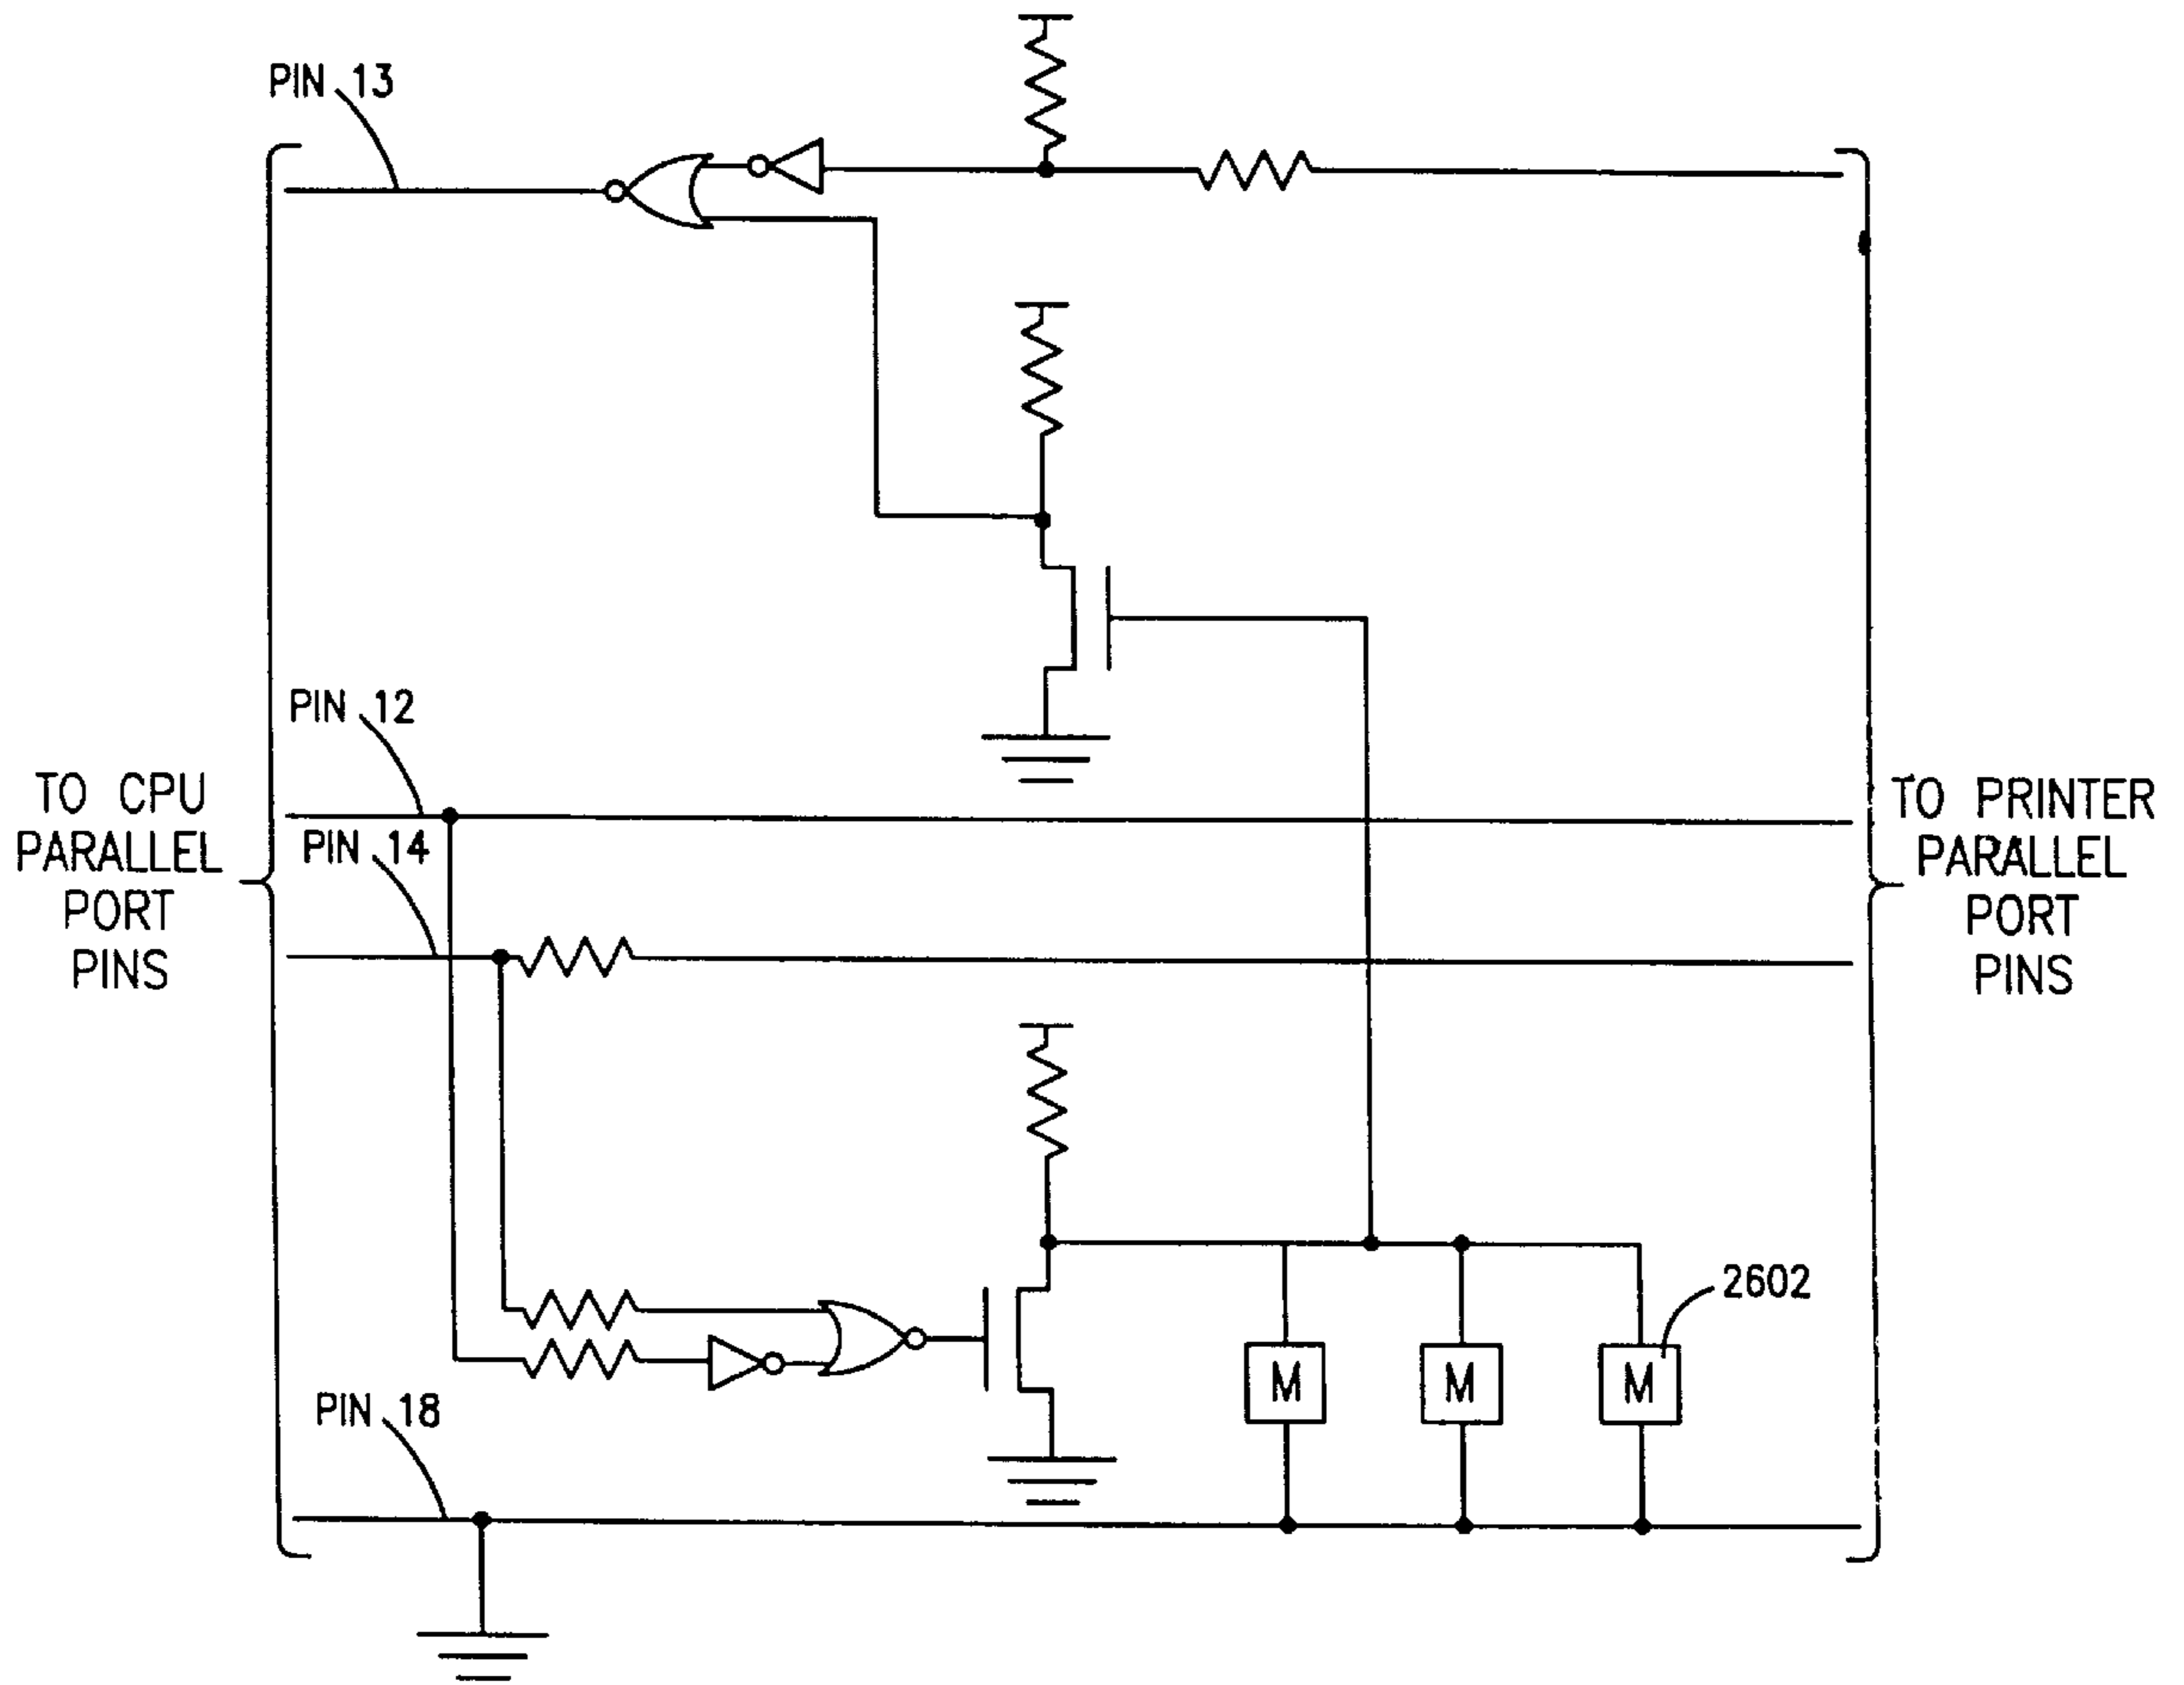 PIN 13
PIN 12
PIN 14
TO CPU
PARALLEL
PORT
PINS
TO PRINTER
PARALLEL
PORT
PINS
2602
M
M
M
PIN 18